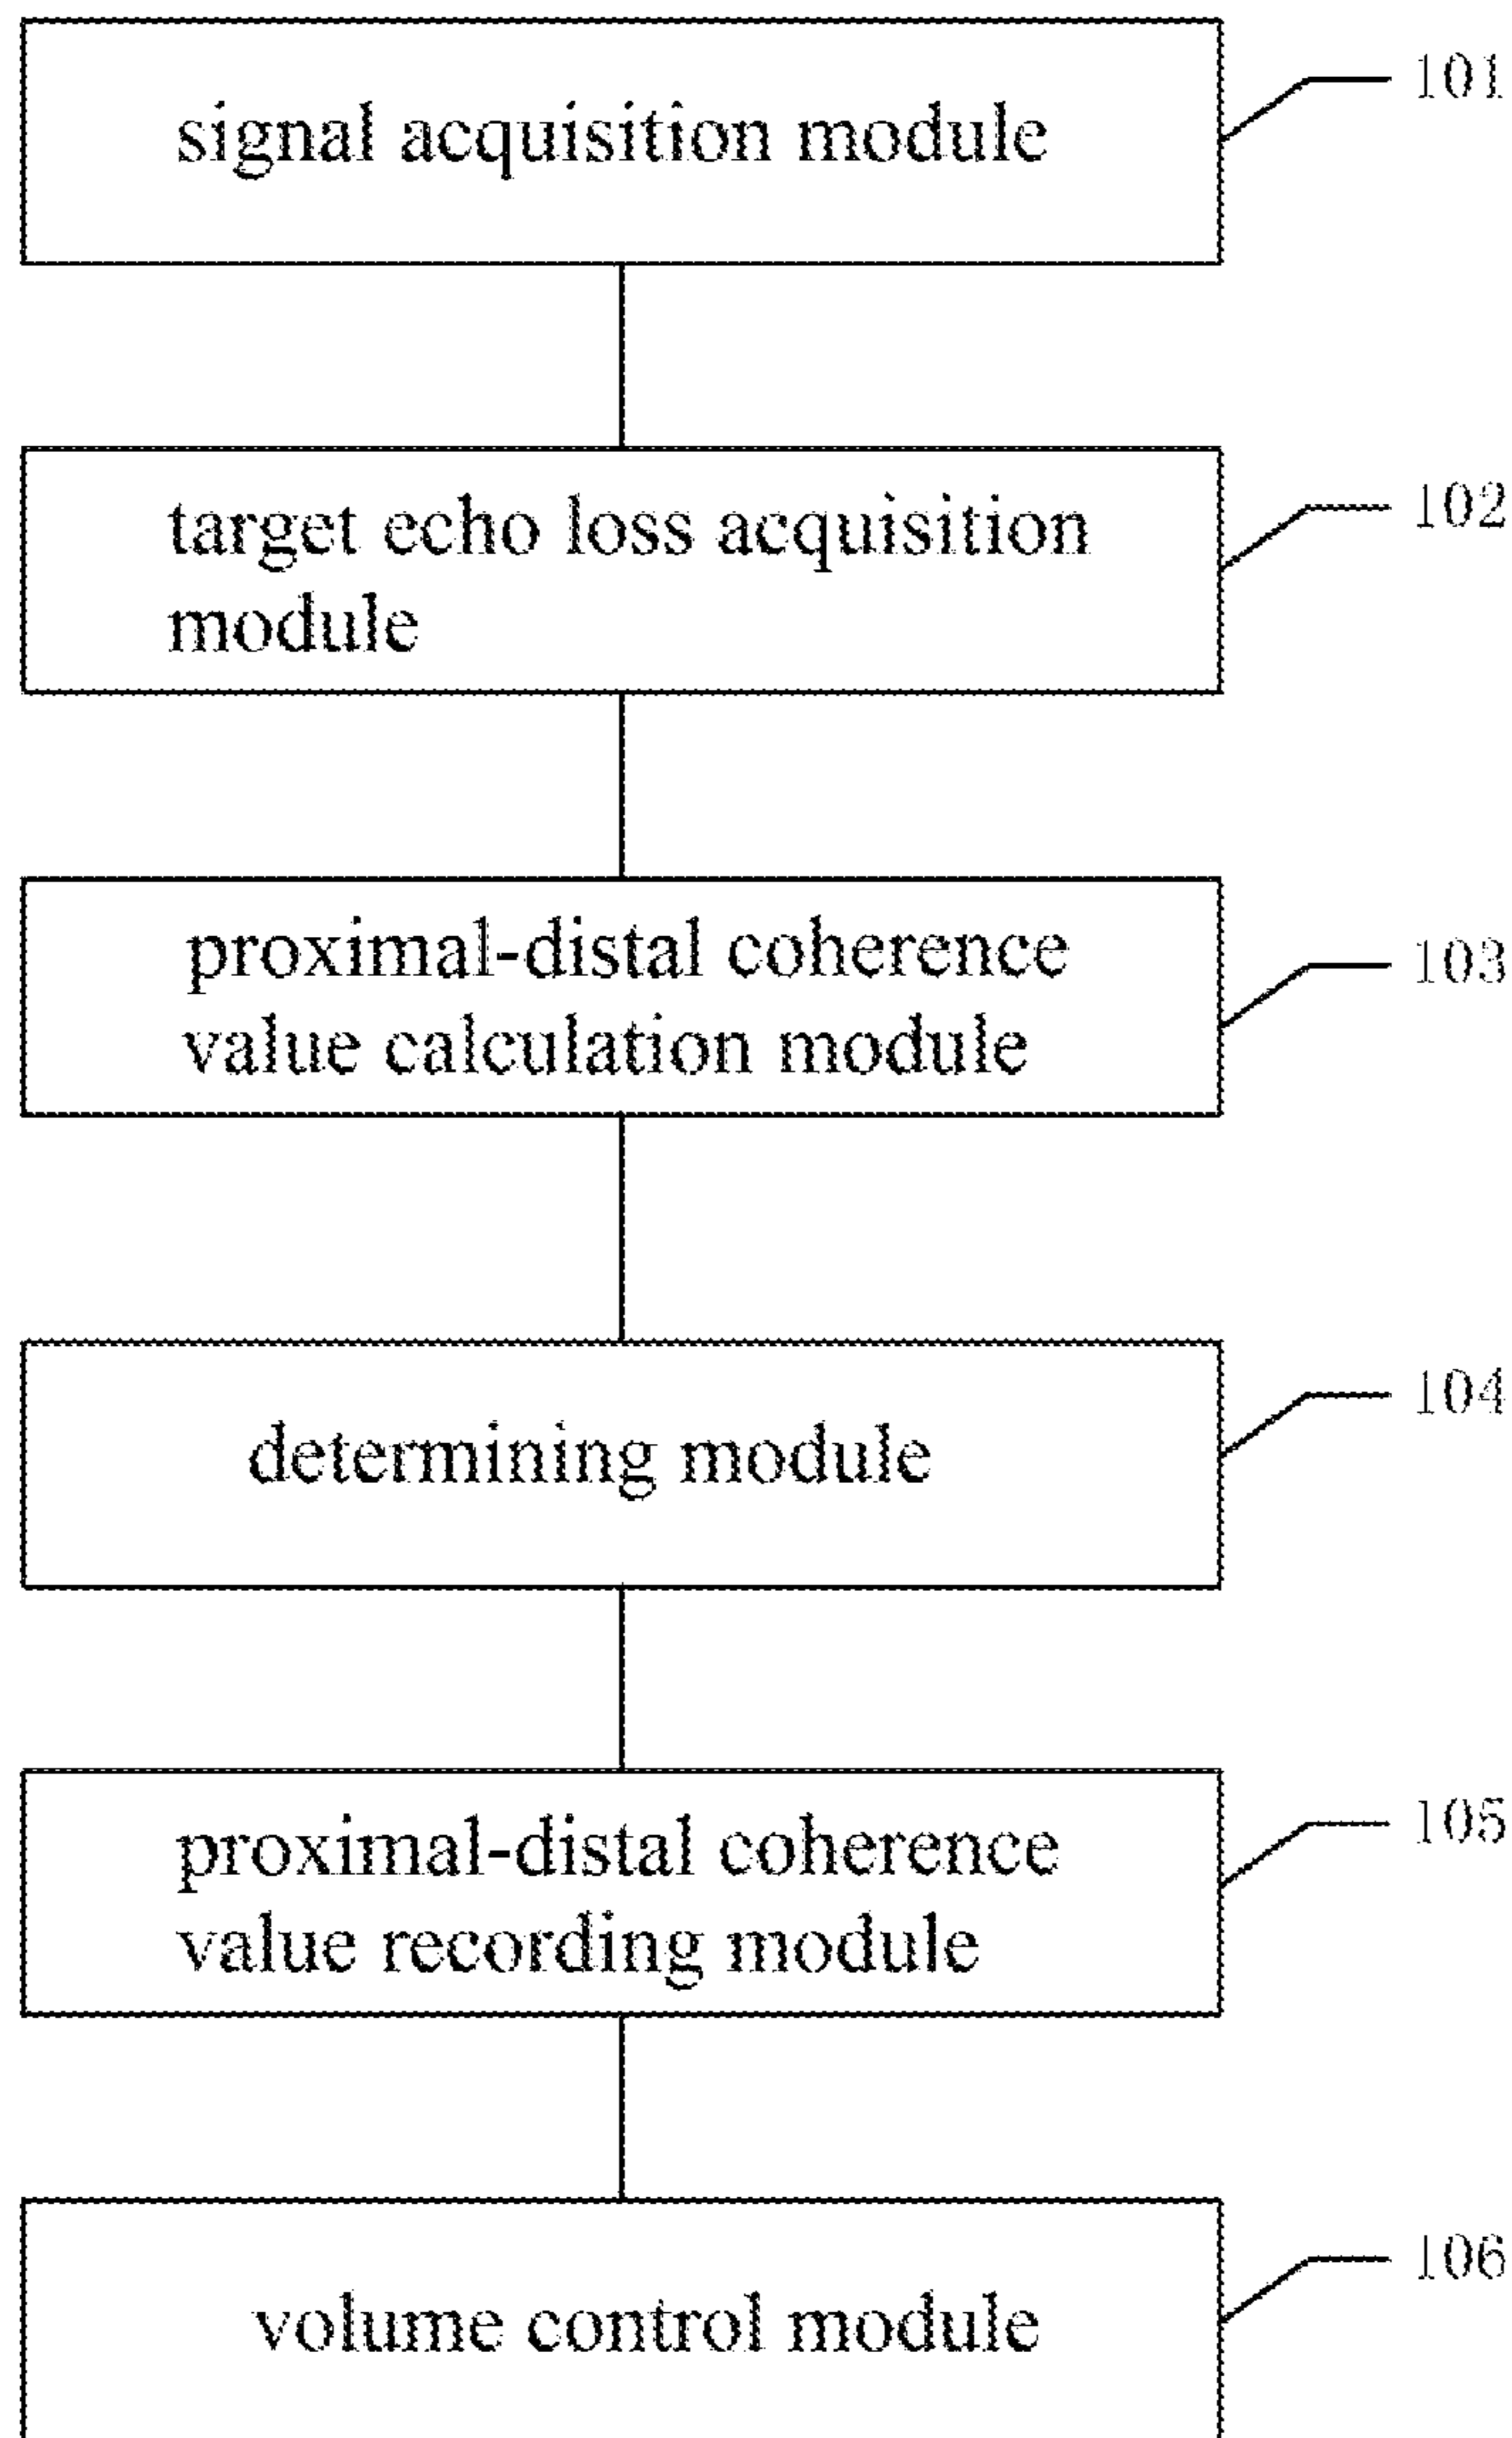 signal acquisition module
101
target echo loss acquisition
module
102
proximal-distal coherence
value calculation module
103
determining module
104
proximal-distal coherence
value recording module
105
volume control module
106